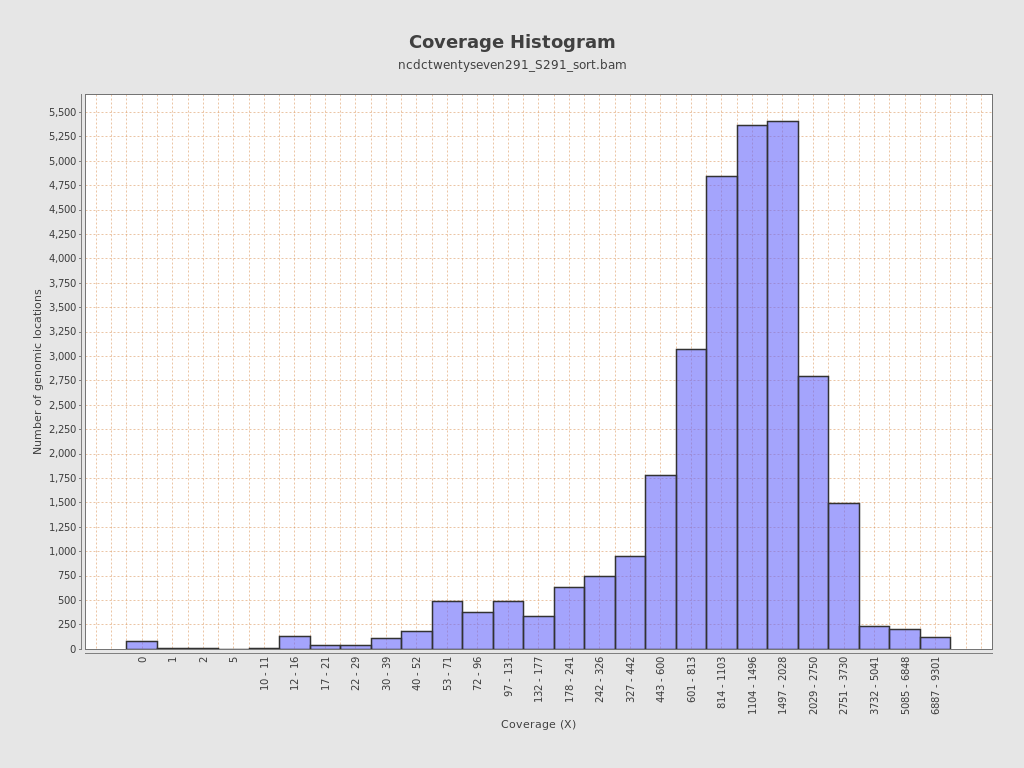 Coverage Histogram
ncdctwentyseven291_S291_sort.bam
Number of genomic locations
5,500
5,250
5,000
4,750
4,500
4,250
4,000
3,750
3,500
3,250
3,000
2,750
2,500
2,250
2,000
1,750
1,500
1,250
1,000
750
500
250
0
0
1
2
5
10 - 11
12 - 16
17 - 21
22 - 29
30 - 39
40 - 52
53 - 71
72 - 96
97 - 131
132 - 177
178 - 241
242 - 326
327 - 442
443 - 600
601 - 813
814 - 1103
1104 - 1496
1497 - 2028
2029 - 2750
2751 - 3730
3732 - 5041
5085 - 6848
6887 - 9301
Coverage (X)